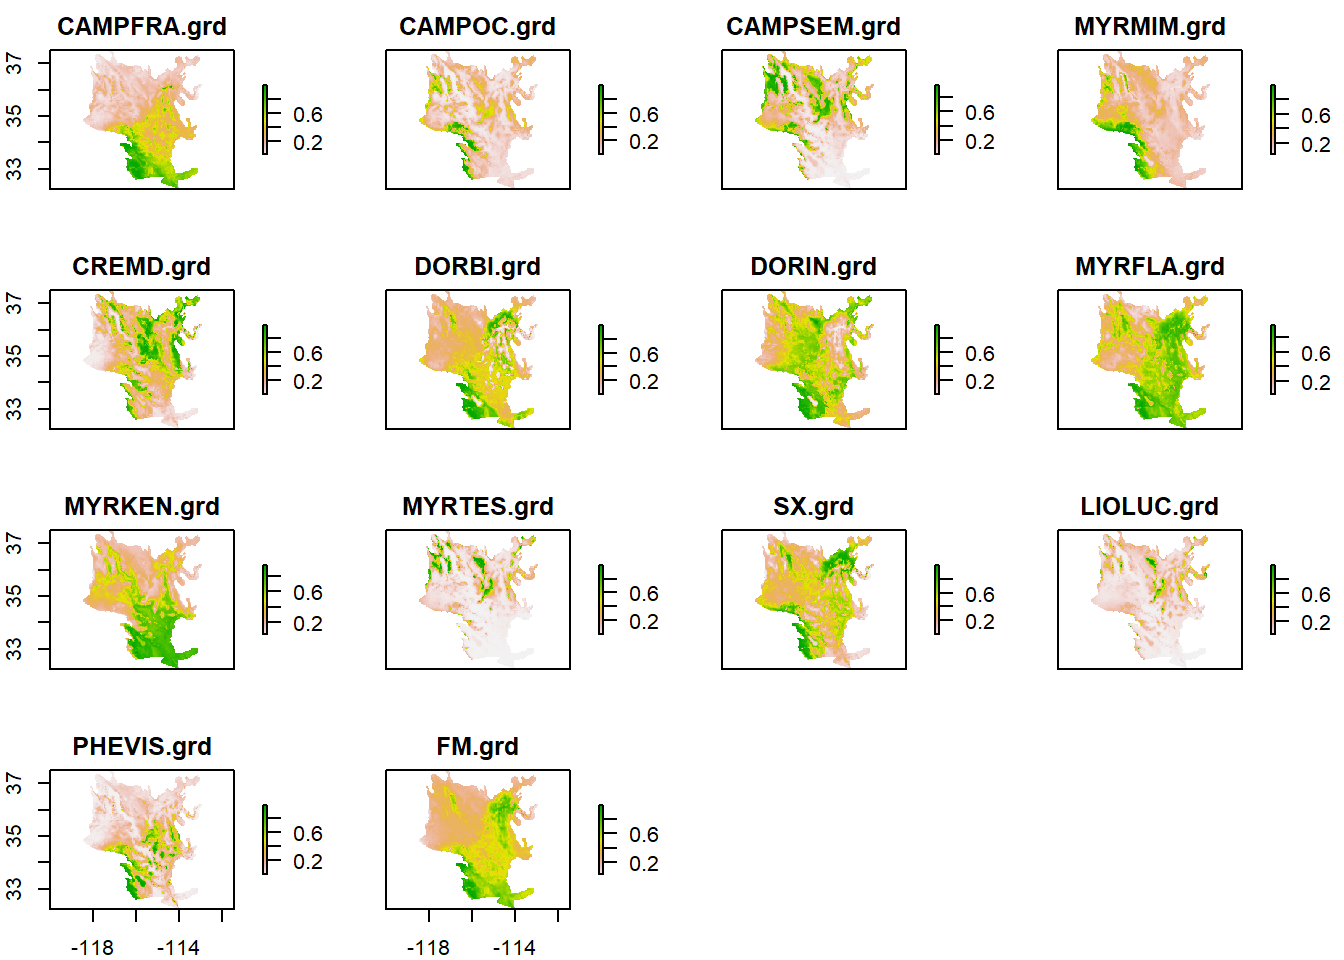 CAMPFRA.grd CAMPOC.grd CAMPSEM.grd MYRMIM.grd
37 35 33 0.6 0.2 0.6 0.2 0.6 0.2 0.6 0.2
CREMD.grd DORBI.grd DORIN.grd MYRFLA.grd
37 35 33 0.6 0.2 0.6 0.2 0.6 0.2 0.6 0.2
MYRKEN.grd MYRTES.grd SX.grd LIOLUC.grd
37 35 33 0.6 0.2 0.6 0.2 0.6 0.2 0.6 0.2
PHEVIS.grd FM.grd
37 35 33 0.6 0.2 0.6 0.2
-118 -114 -118 -114